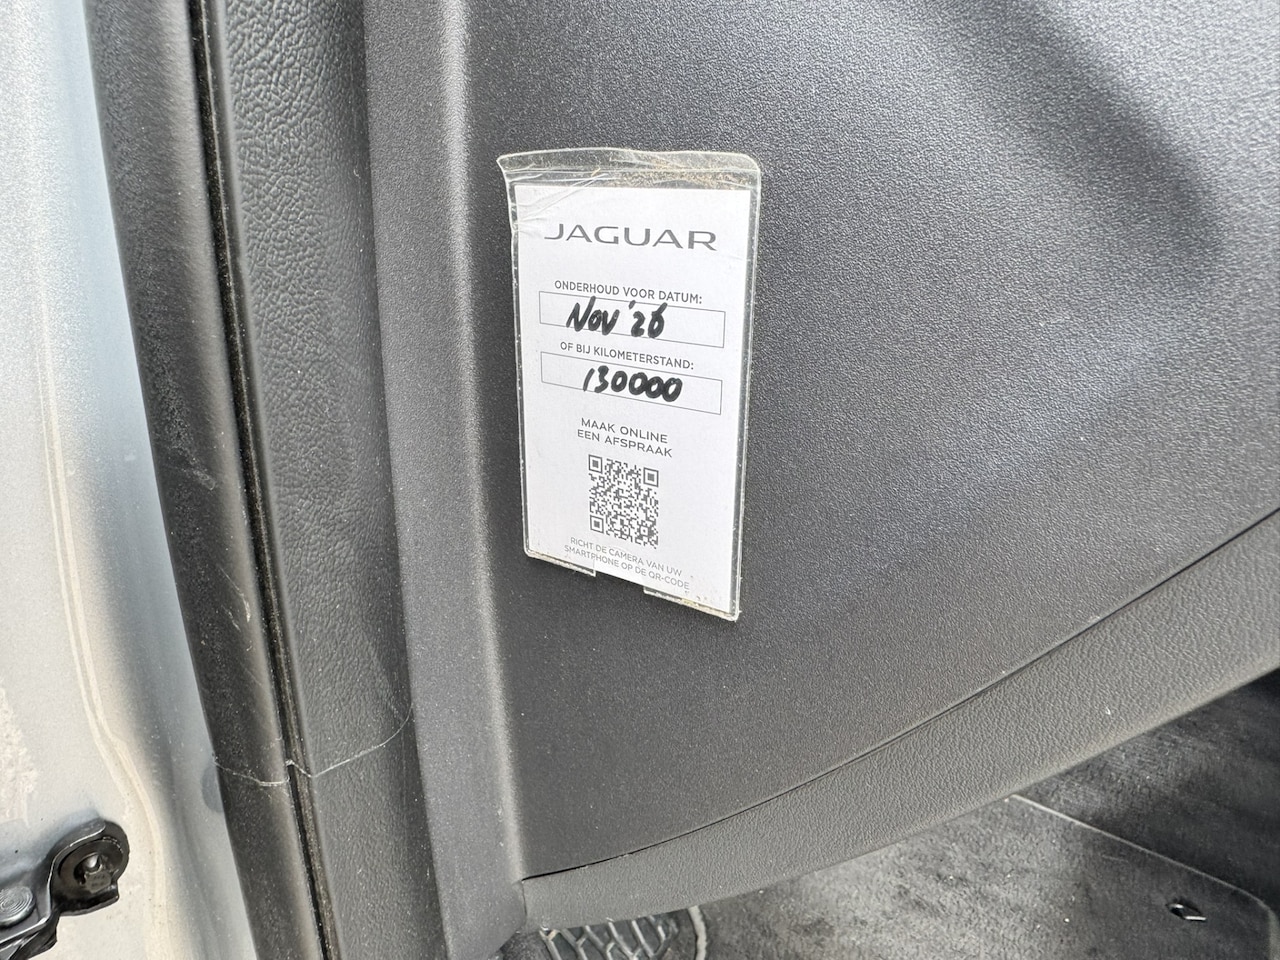 JAGUAR
ONDERHOUD VOOR DATUM:
Nov '26
OF BIJ KILOMETERSTAND:
130000
MAAK ONLINE
EEN AFSPRAAK
RICHT DE CAMERA VAN UW
SMARTPHONE OP DE QR-CODE